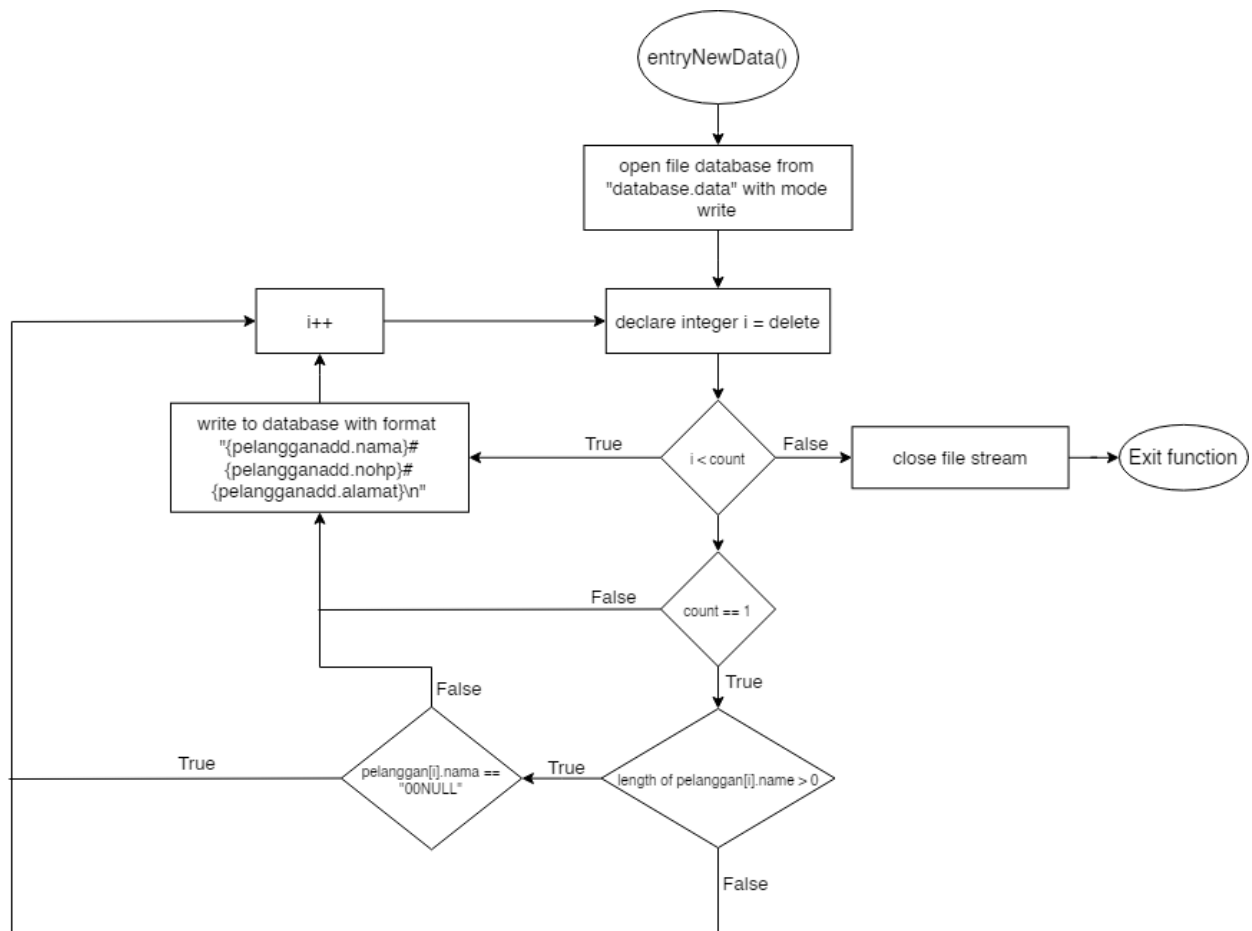 entryNewData()
open file database from
"database.data" with mode
write
i++
declare integer i = delete
write to database with format
"{pelangganadd.nama}#
{pelangganadd.nohp}#
{pelangganadd.alamat}\n"
True
i < count
False
close file stream
Exit function
False
count == 1
True
False
True
pelanggan[i].nama ==
"00NULL"
True
length of pelanggan[i].name > 0
False